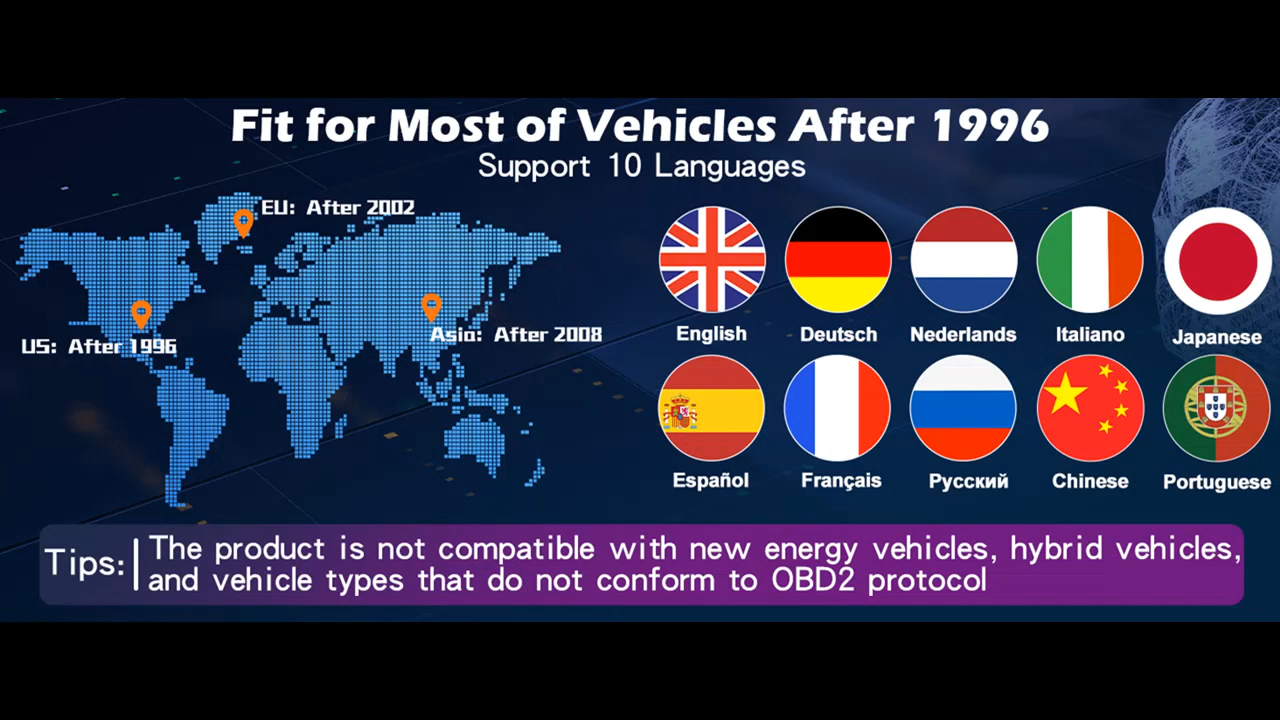 Fit for Most of Vehicles After 1996
Support 10 Languages
EU: After 2002
US: After 1996
Asia: After 2008
English
Deutsch
Nederlands
Italiano
Japanese
Español
Français
Русский
Chinese
Portuguese
Tips:
The product is not compatible with new energy vehicles, hybrid vehicles,
and vehicle types that do not conform to OBD2 protocol